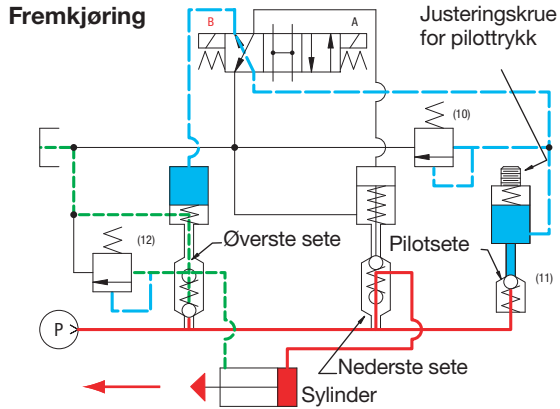 Fremkjøring
B
A
Justeringskrue
for pilottrykk
(10)
(12)
Øverste sete
Pilotsete
(11)
P
Nederste sete
Sylinder